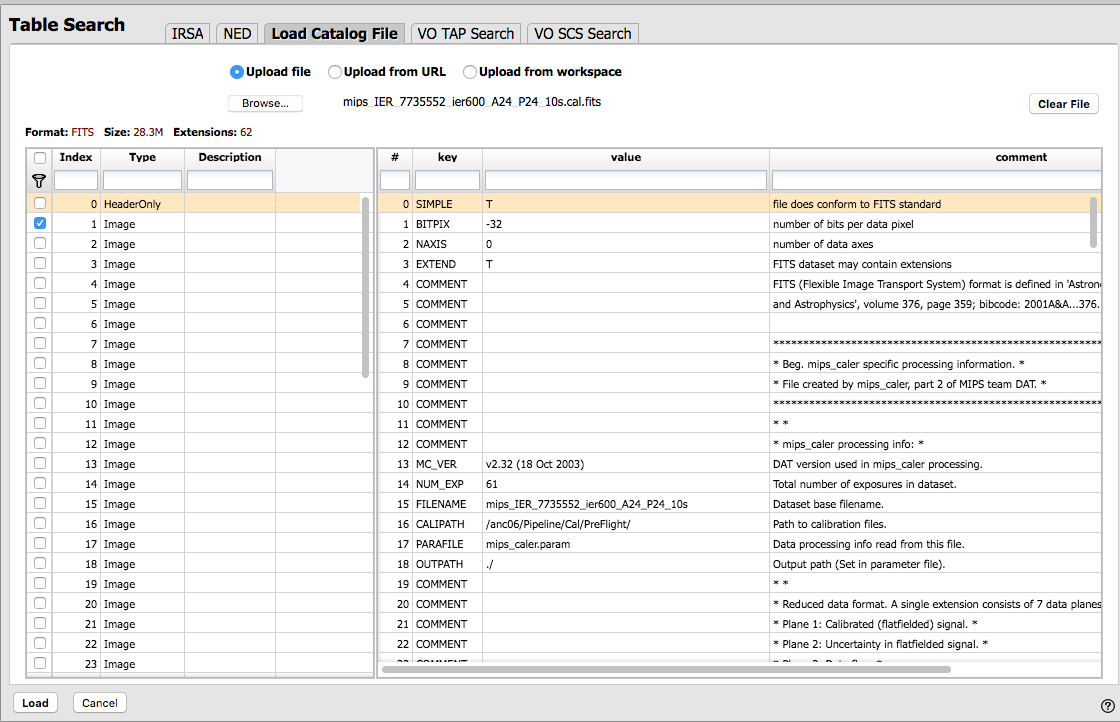 Table Search
IRSA NED Load Catalog File VO TAP Search VO SCS Search
Upload file Upload from URL Upload from workspace
Browse... mips_IER_7735552_ier600_A24_P24_10s.cal.fits Clear File
Format: FITS Size: 28.3M Extensions: 62
Index Type Description # key value comment
0 HeaderOnly 0 SIMPLE T file does conform to FITS standard
1 Image 1 BITPIX -32 number of bits per data pixel
2 Image 2 NAXIS 0 number of data axes
3 Image 3 EXTEND T FITS dataset may contain extensions
4 Image 4 COMMENT FITS (Flexible Image Transport System) format is defined in 'Astron
5 Image 5 COMMENT and Astrophysics', volume 376, page 359; bibcode: 2001A&A...376.
6 Image 6 COMMENT
7 Image 7 COMMENT *******************************************************
8 Image 8 COMMENT * Beg. mips_caler specific processing information. *
9 Image 9 COMMENT * File created by mips_caler, part 2 of MIPS team DAT. *
10 Image 10 COMMENT *******************************************************
11 Image 11 COMMENT * *
12 Image 12 COMMENT * mips_caler processing info: *
13 Image 13 MC_VER v2.32 (18 Oct 2003) DAT version used in mips_caler processing.
14 Image 14 NUM_EXP 61 Total number of exposures in dataset.
15 Image 15 FILENAME mips_IER_7735552_ier600_A24_P24_10s Dataset base filename.
16 Image 16 CALIPATH /anc06/Pipeline/Cal/PreFlight/ Path to calibration files.
17 Image 17 PARAFILE mips_caler.param Data processing info read from this file.
18 Image 18 OUTPATH ./ Output path (Set in parameter file).
19 Image 19 COMMENT * *
20 Image 20 COMMENT * Reduced data format. A single extension consists of 7 data planes
21 Image 21 COMMENT * Plane 1: Calibrated (flatfielded) signal. *
22 Image 22 COMMENT * Plane 2: Uncertainty in flatfielded signal. *
23 Image 23 COMMENT
Load Cancel